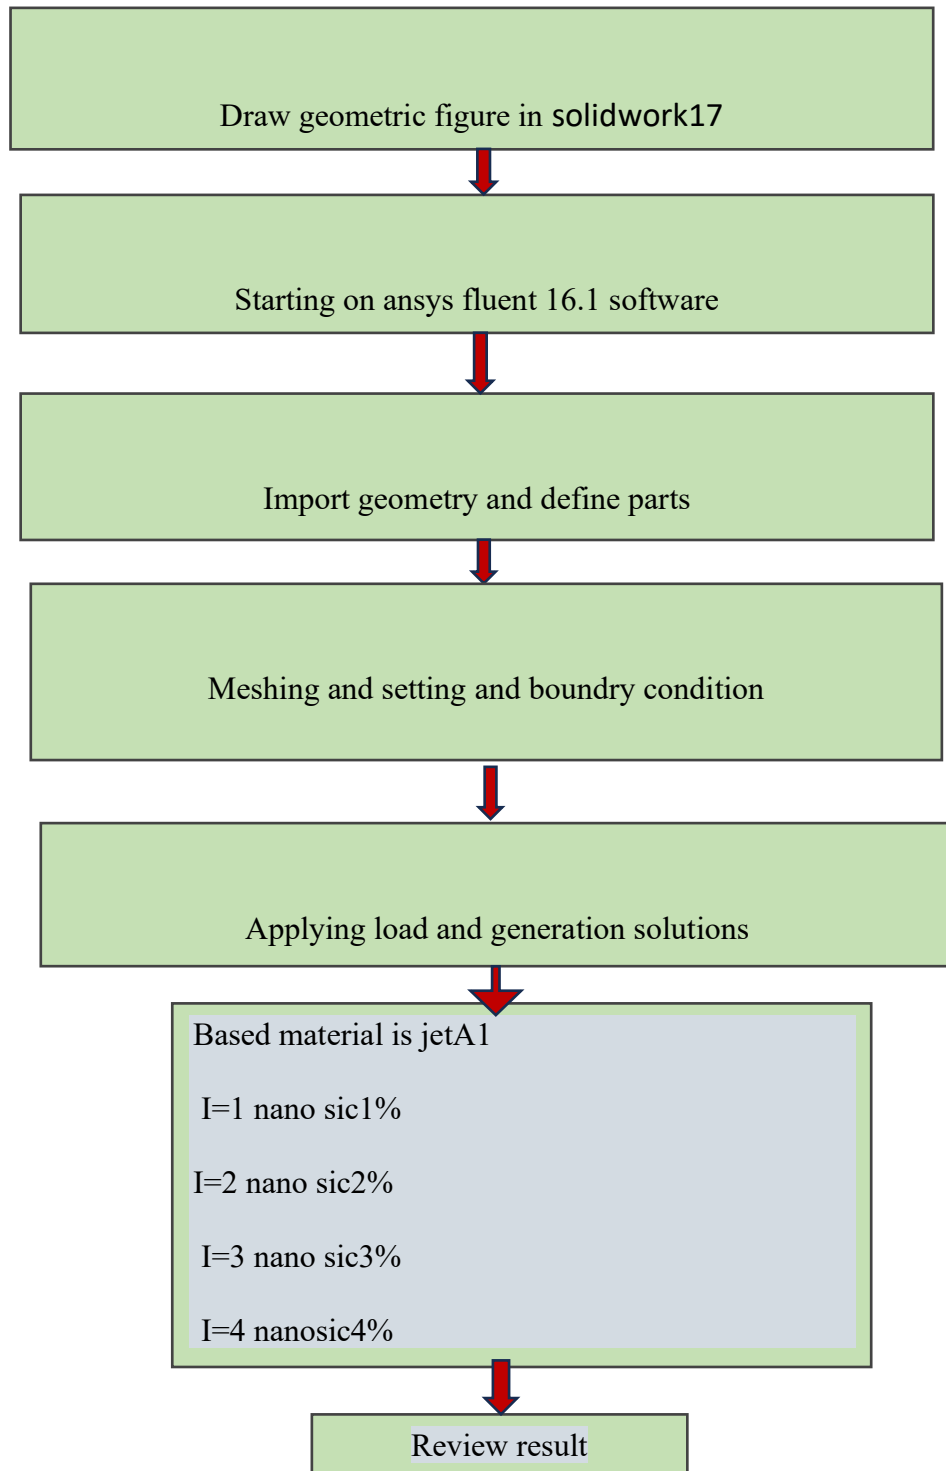 Draw geometric figure in solidwork17
Starting on ansys fluent 16.1 software
Import geometry and define parts
Meshing and setting and boundry condition
Applying load and generation solutions
Based material is jetA1
I=1 nano sic1%
I=2 nano sic2%
I=3 nano sic3%
I=4 nanosic4%
Review result